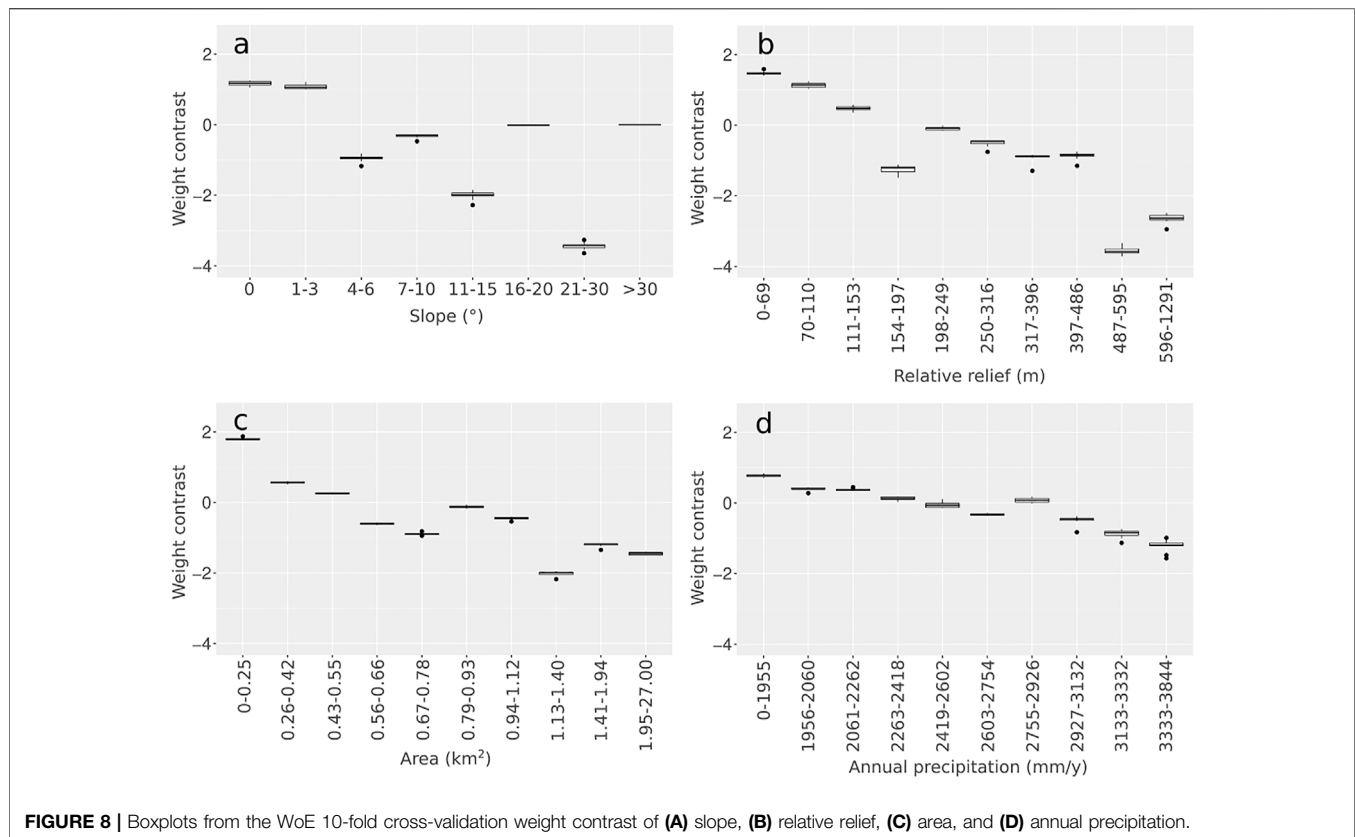 a
Weight contrast
2
0
−2
−4
0 1-3 4-6 7-10 11-15 16-20 21-30 >30
Slope (°)
b
Weight contrast
2
0
−2
−4
0-69 70-110 111-153 154-197 198-249 250-316 317-396 397-486 487-595 596-1291
Relative relief (m)
c
Weight contrast
2
0
−2
−4
0-0.25 0.26-0.42 0.43-0.55 0.56-0.66 0.67-0.78 0.79-0.93 0.94-1.12 1.13-1.40 1.41-1.94 1.95-27.00
Area (km²)
d
Weight contrast
2
0
−2
−4
0-1955 1956-2060 2061-2262 2263-2418 2419-2602 2603-2754 2755-2926 2927-3132 3133-3332 3333-3844
Annual precipitation (mm/y)
FIGURE 8 | Boxplots from the WoE 10-fold cross-validation weight contrast of (A) slope, (B) relative relief, (C) area, and (D) annual precipitation.